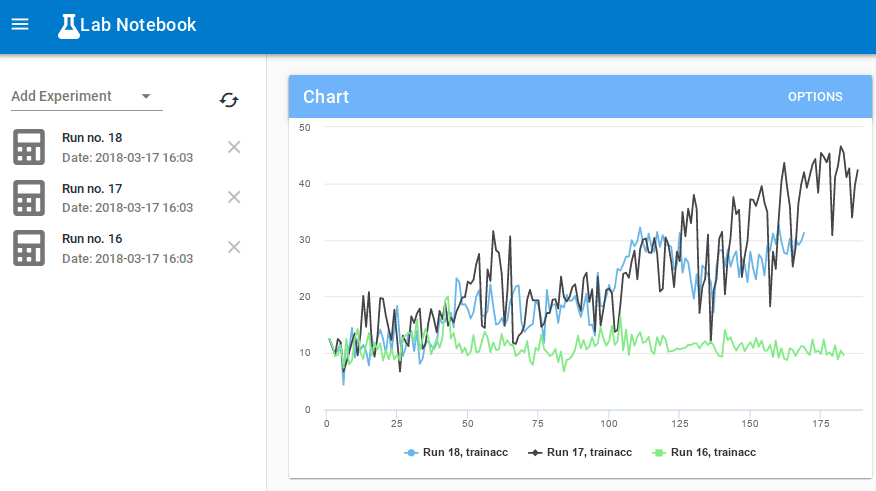 Lab Notebook
Add Experiment
Run no. 18
Date: 2018-03-17 16:03
Run no. 17
Date: 2018-03-17 16:03
Run no. 16
Date: 2018-03-17 16:03
Chart OPTIONS
50
40
30
20
10
0
0 25 50 75 100 125 150 175
Run 18, trainacc Run 17, trainacc Run 16, trainacc